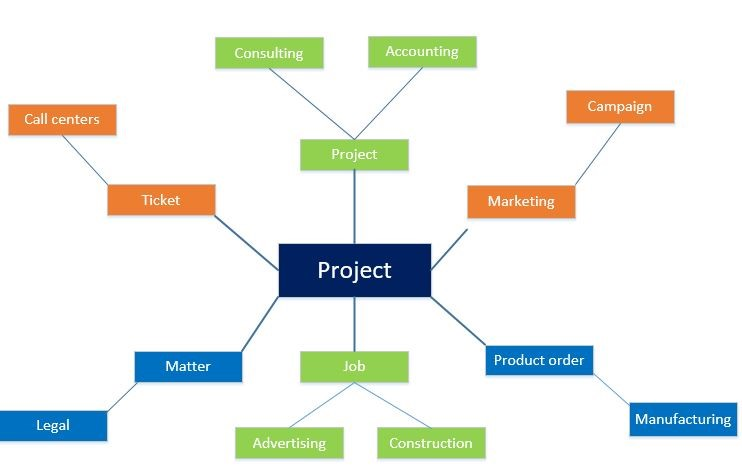 Consulting
Accounting
Call centers
Campaign
Project
Ticket
Marketing
Project
Matter
Job
Product order
Legal
Advertising
Construction
Manufacturing